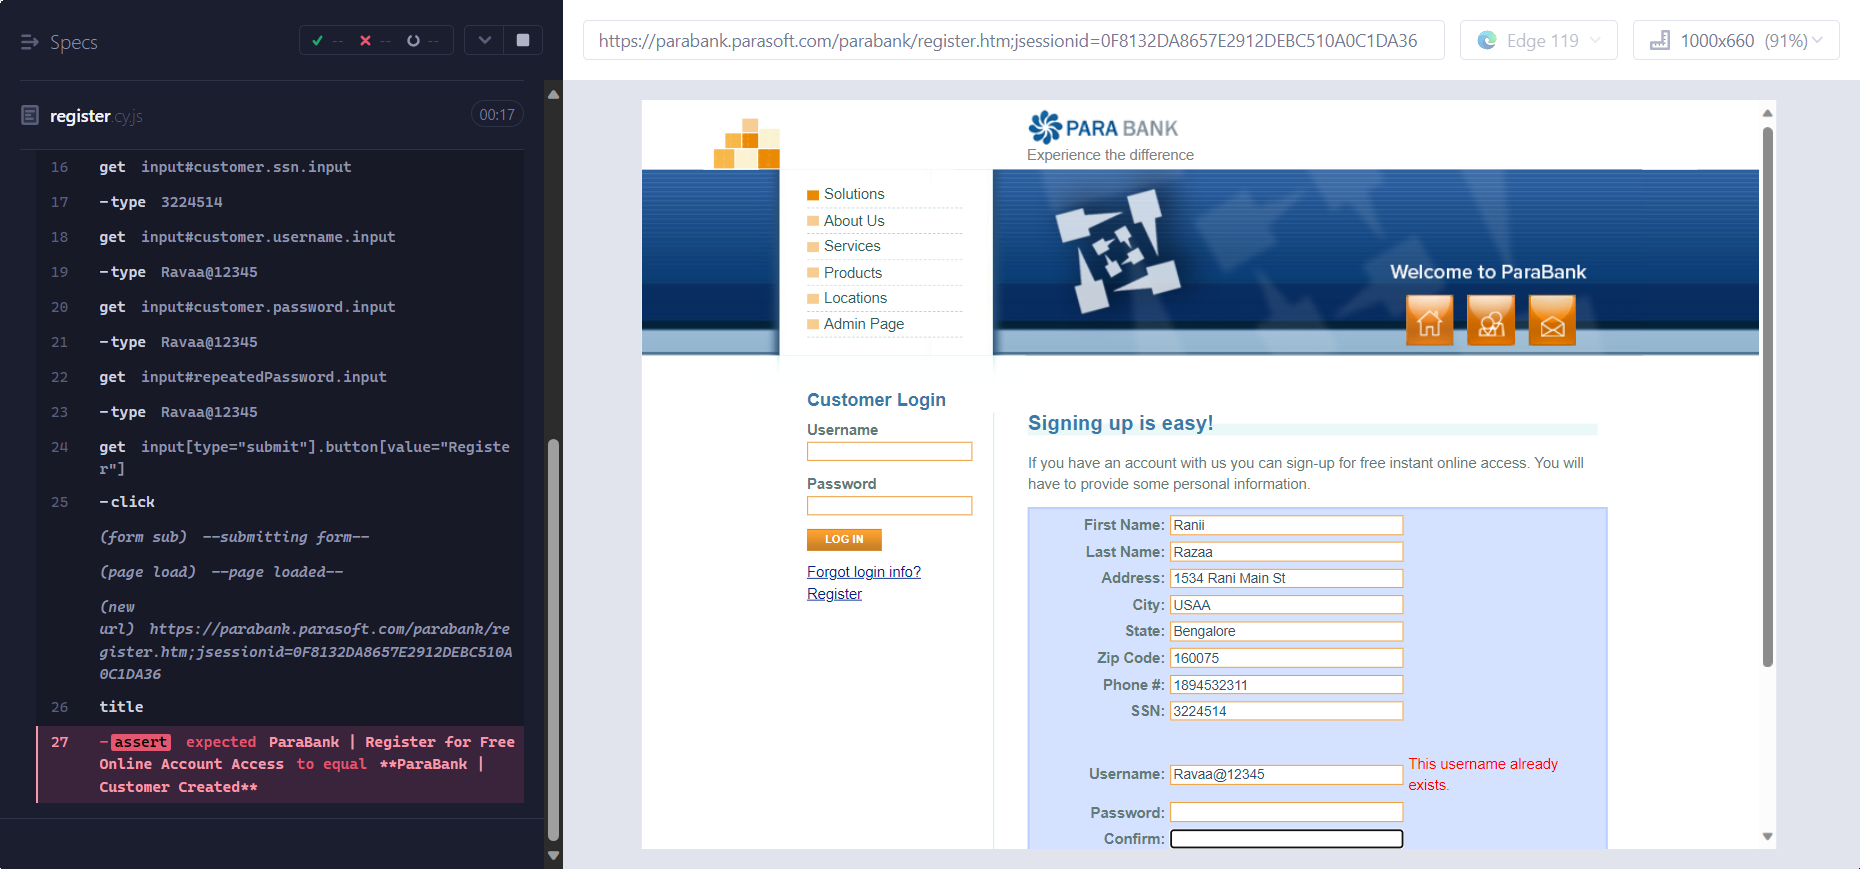 Specs
-- -- --
register.cy.js 00:17
16 get input#customer.ssn.input
17 -type 3224514
18 get input#customer.username.input
19 -type Ravaa@12345
20 get input#customer.password.input
21 -type Ravaa@12345
22 get input#repeatedPassword.input
23 -type Ravaa@12345
24 get input[type="submit"].button[value="Registe
r"]
25 -click
(form sub) --submitting form--
(page load) --page loaded--
(new
url) https://parabank.parasoft.com/parabank/re
gister.htm;jsessionid=0F8132DA8657E2912DEBC510A
0C1DA36
26 title
27 -assert expected ParaBank | Register for Free
Online Account Access to equal **ParaBank |
Customer Created**
https://parabank.parasoft.com/parabank/register.htm;jsessionid=0F8132DA8657E2912DEBC510A0C1DA36
Edge 119
1000x660 (91%)
PARA BANK
Experience the difference
Solutions
About Us
Services
Products
Locations
Admin Page
Welcome to ParaBank
Customer Login
Username
Password
LOG IN
Forgot login info?
Register
Signing up is easy!
If you have an account with us you can sign-up for free instant online access. You will
have to provide some personal information.
First Name: Ranii
Last Name: Razaa
Address: 1534 Rani Main St
City: USAA
State: Bengalore
Zip Code: 160075
Phone #: 1894532311
SSN: 3224514
Username: Ravaa@12345 This username already
exists.
Password:
Confirm: